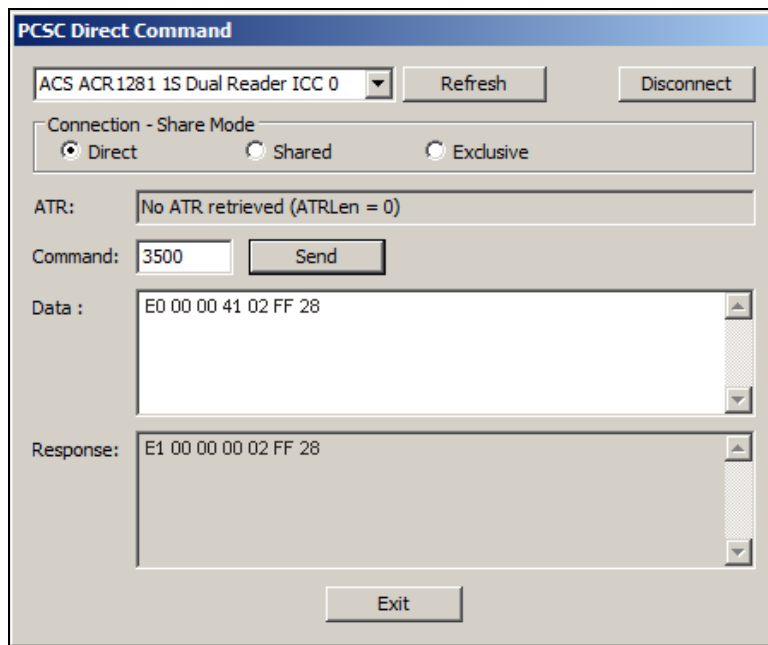 PCSC Direct Command
ACS ACR1281 1S Dual Reader ICC 0
Refresh
Disconnect
Connection - Share Mode
Direct
Shared
Exclusive
ATR:
No ATR retrieved (ATRLen = 0)
Command:
3500
Send
Data :
E0 00 00 41 02 FF 28
Response:
E1 00 00 00 02 FF 28
Exit